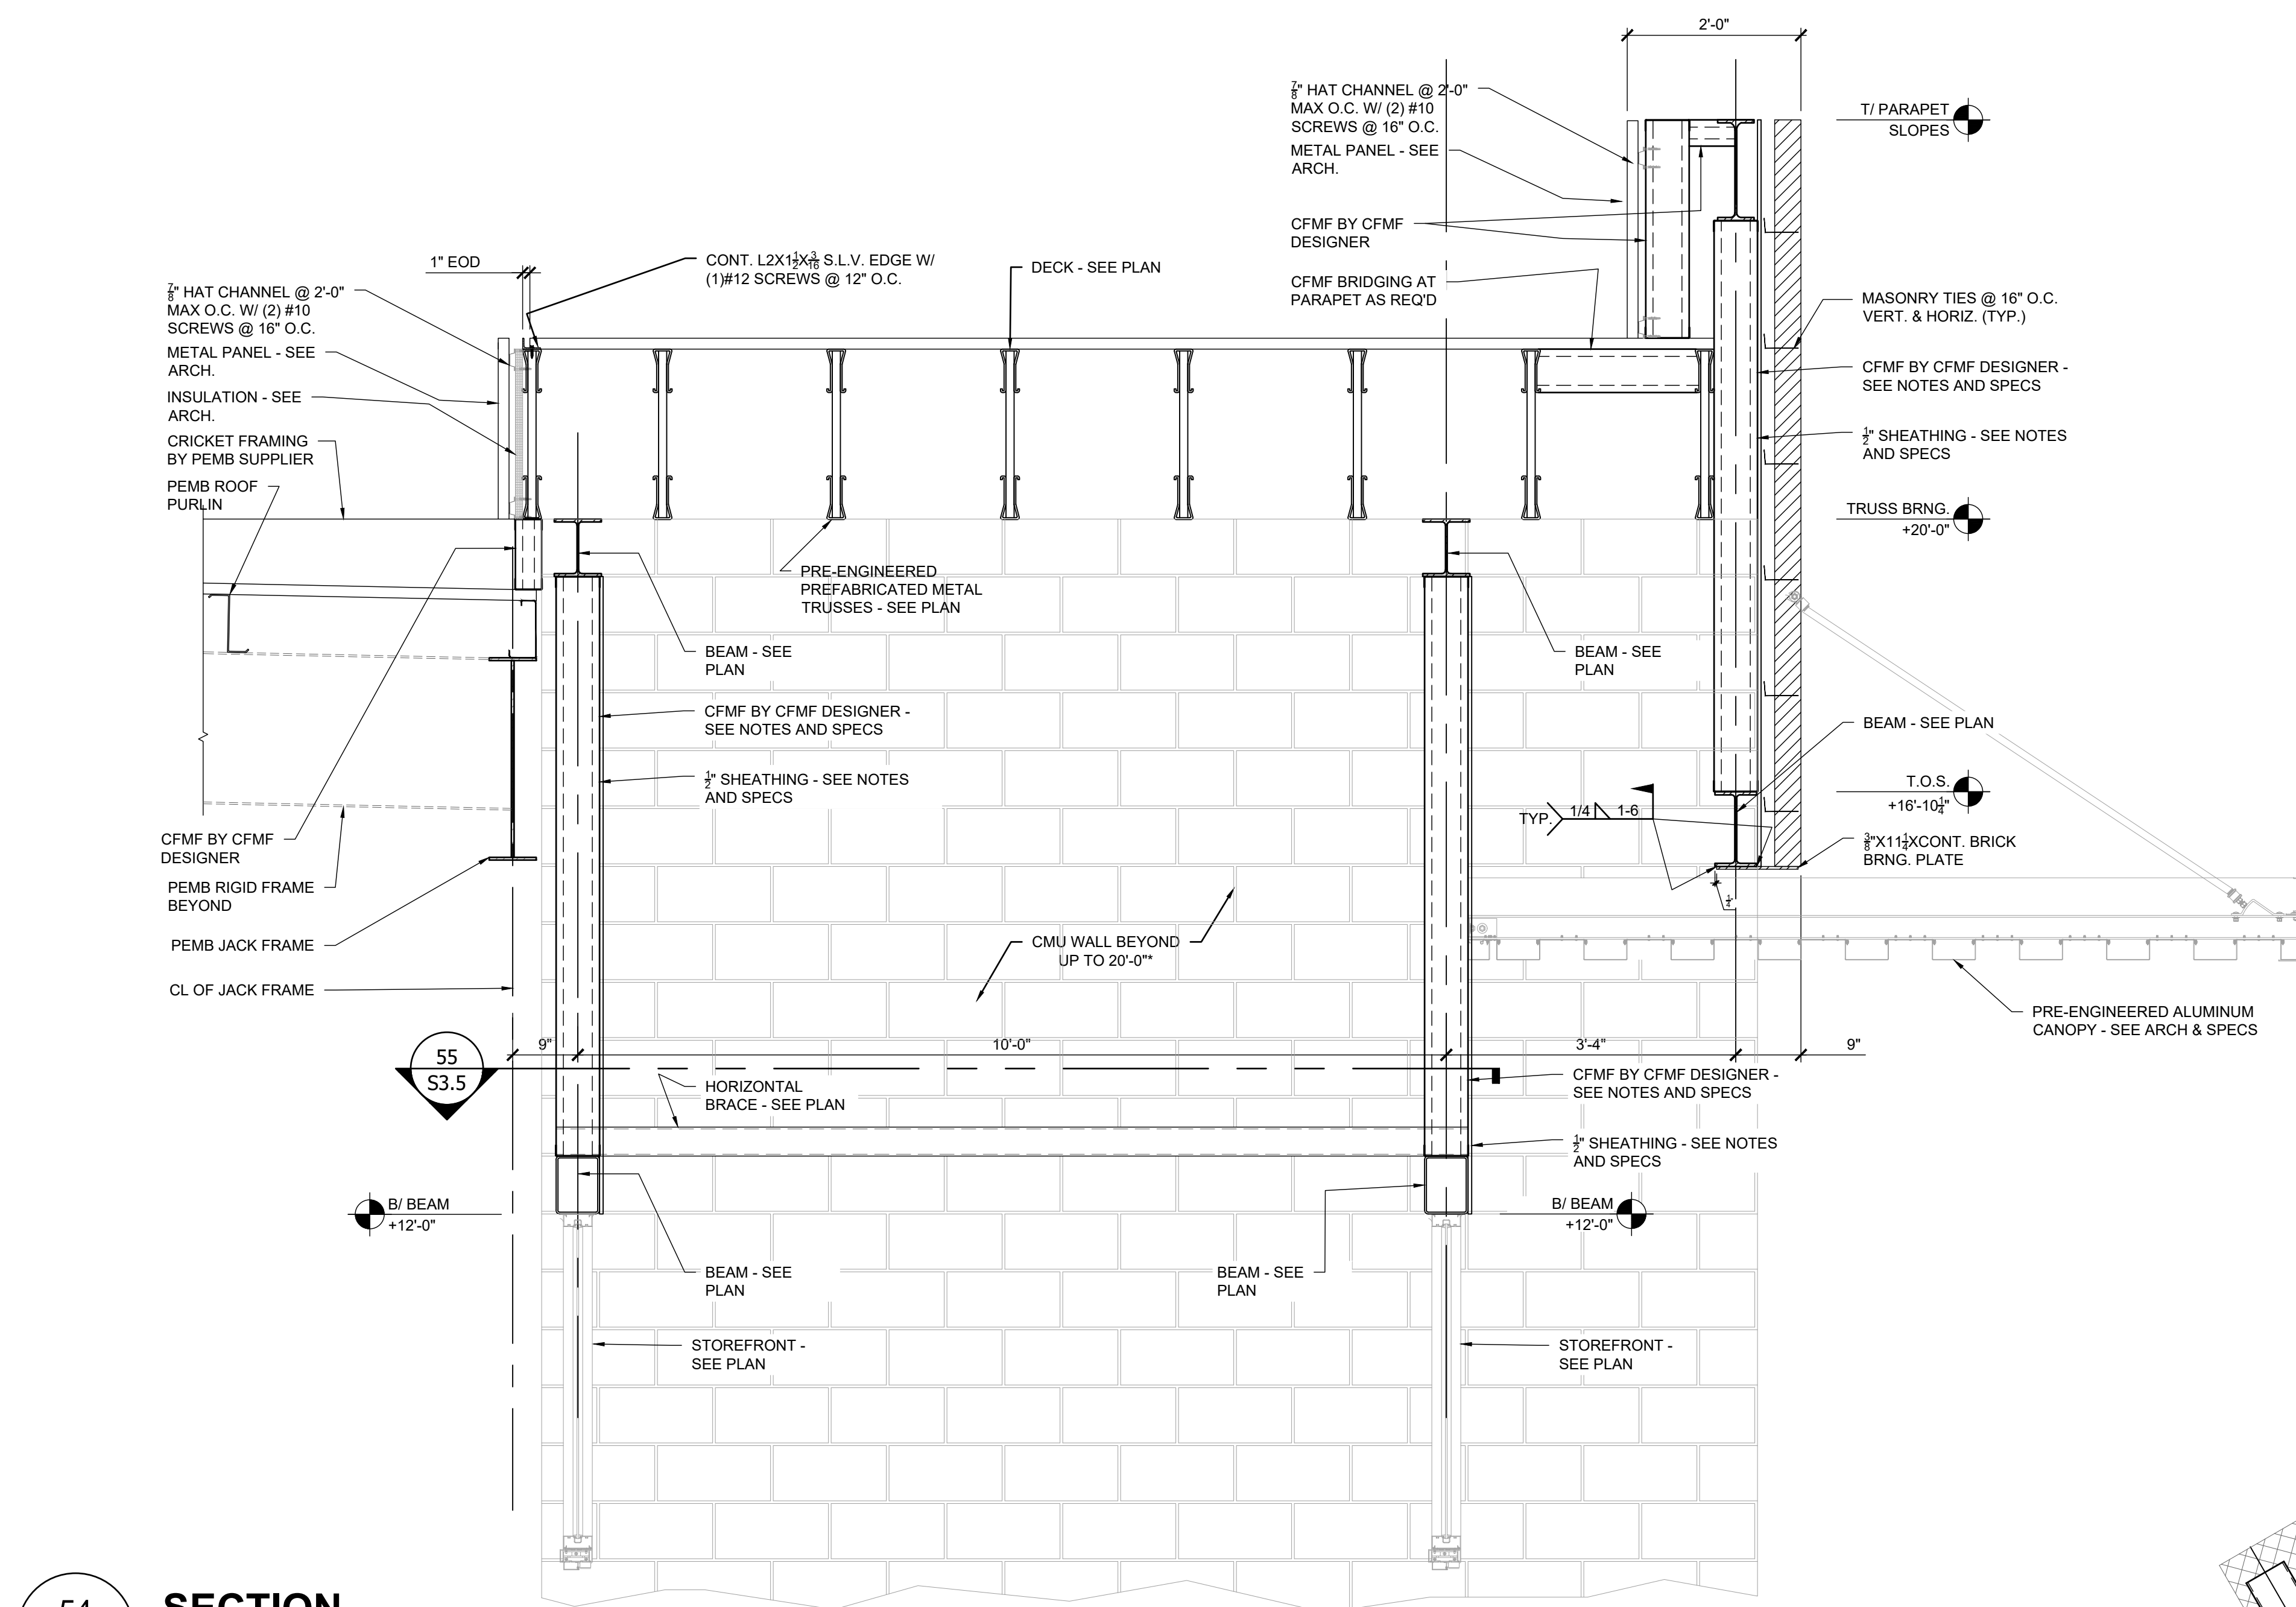 2'-0"
7/8" HAT CHANNEL @ 2'-0"
MAX O.C. W/ (2) #10
SCREWS @ 16" O.C.
METAL PANEL - SEE
ARCH.
CFMF BY CFMF
DESIGNER
CFMF BRIDGING AT
PARAPET AS REQ'D
T/ PARAPET
SLOPES
1" EOD
CONT. L2X1 1/2X3/16 S.L.V. EDGE W/
(1)#12 SCREWS @ 12" O.C.
DECK - SEE PLAN
7/8" HAT CHANNEL @ 2'-0"
MAX O.C. W/ (2) #10
SCREWS @ 16" O.C.
METAL PANEL - SEE
ARCH.
INSULATION - SEE
ARCH.
CRICKET FRAMING
BY PEMB SUPPLIER
PEMB ROOF
PURLIN
MASONRY TIES @ 16" O.C.
VERT. & HORIZ. (TYP.)
CFMF BY CFMF DESIGNER -
SEE NOTES AND SPECS
1/2" SHEATHING - SEE NOTES
AND SPECS
TRUSS BRNG.
+20'-0"
PRE-ENGINEERED
PREFABRICATED METAL
TRUSSES - SEE PLAN
BEAM - SEE
PLAN
BEAM - SEE
PLAN
CFMF BY CFMF DESIGNER -
SEE NOTES AND SPECS
1/2" SHEATHING - SEE NOTES
AND SPECS
BEAM - SEE PLAN
T.O.S.
+16'-10 1/4"
TYP.
1/4
1-6
3/8"X11 1/4XCONT. BRICK
BRNG. PLATE
1/4
CFMF BY CFMF
DESIGNER
PEMB RIGID FRAME
BEYOND
PEMB JACK FRAME
CL OF JACK FRAME
CMU WALL BEYOND
UP TO 20'-0"*
PRE-ENGINEERED ALUMINUM
CANOPY - SEE ARCH & SPECS
9"
10'-0"
3'-4"
9"
55
S3.5
HORIZONTAL
BRACE - SEE PLAN
CFMF BY CFMF DESIGNER -
SEE NOTES AND SPECS
1/2" SHEATHING - SEE NOTES
AND SPECS
B/ BEAM
+12'-0"
B/ BEAM
+12'-0"
BEAM - SEE
PLAN
BEAM - SEE
PLAN
STOREFRONT -
SEE PLAN
STOREFRONT -
SEE PLAN
54
SECTION